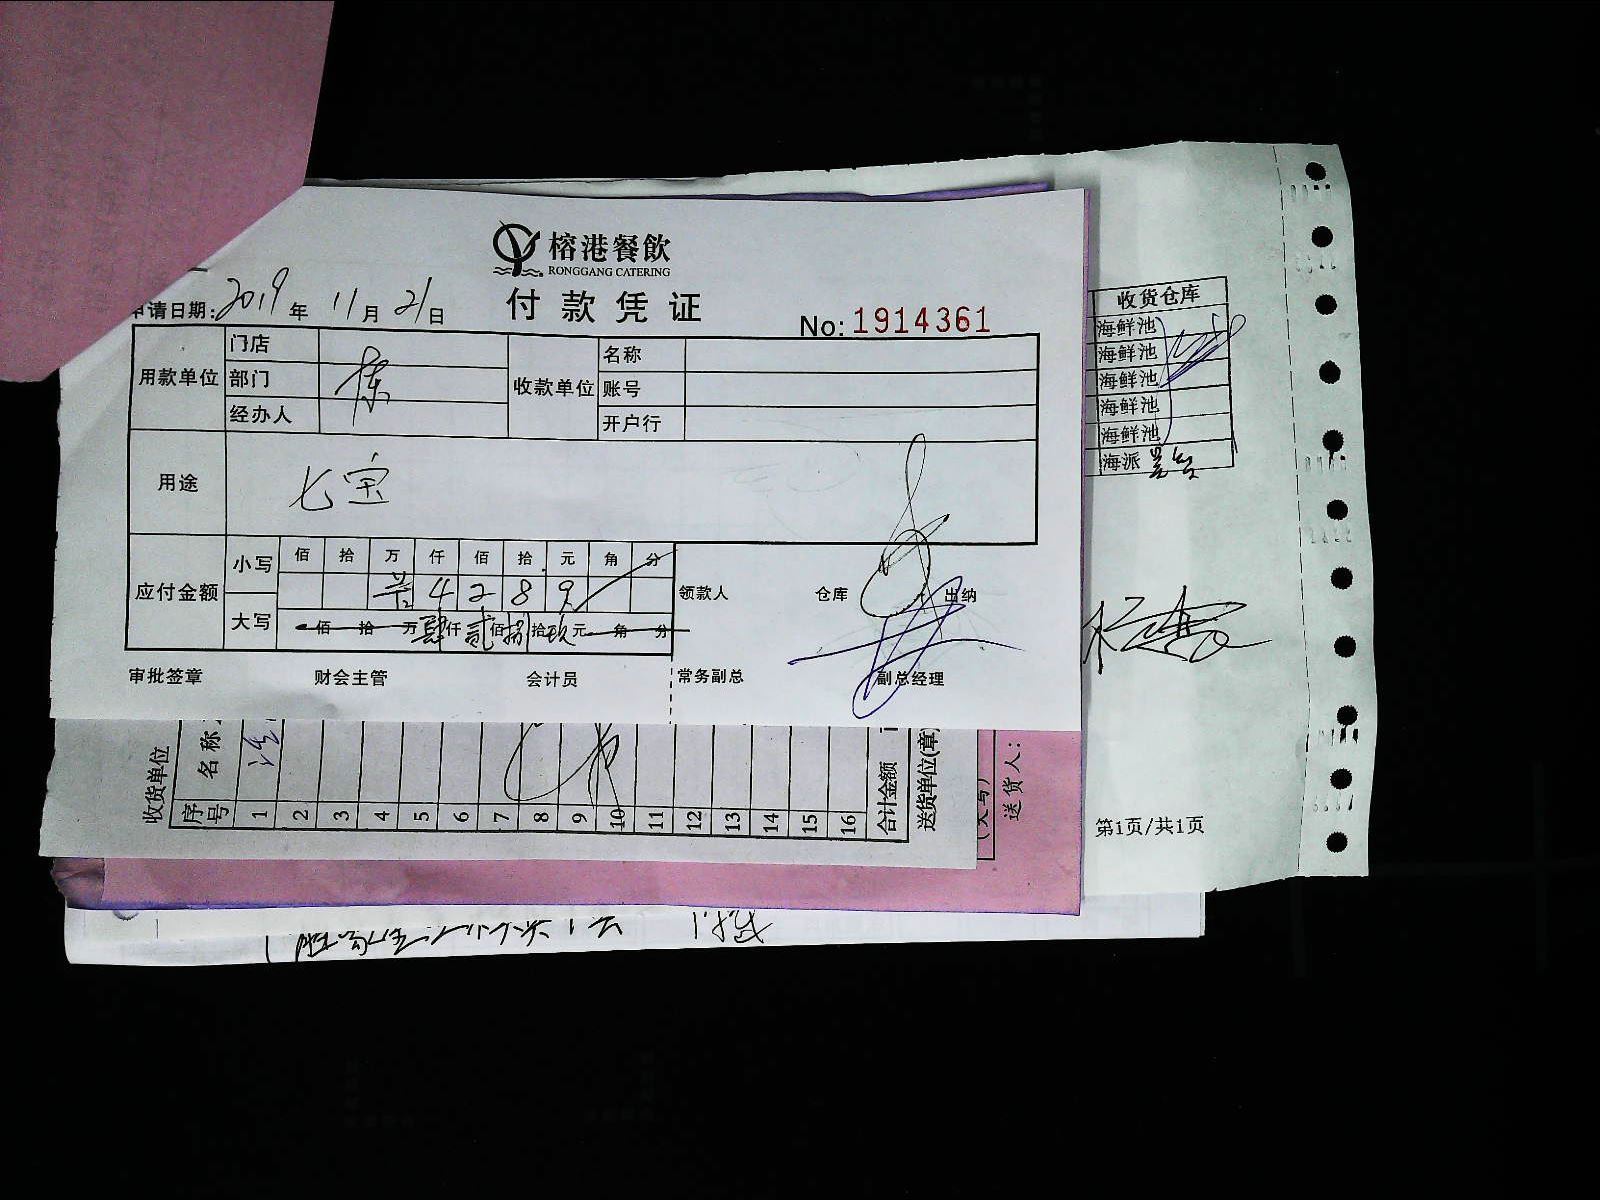 榕港餐飲
RONGGANG CATERING
付款凭证
申请日期:2019年11月21日
No:1914361
用款单位 门店 部门 经办人 陈
收款单位 名称 账号 开户行
用途 七宝
应付金额 小写 佰 拾 万 仟 佰 拾 元 角 分
4 2 8 9
大写 佰 拾 万 肆仟 贰佰 捌拾 玖元 角 分
领款人 仓库 出纳
审批签章 财会主管 会计员 常务副总 副总经理
收货仓库
海鲜池
海鲜池
海鲜池
海鲜池
海鲜池
海派
第1页/共1页
收货单位
序号 名称
1
2
3
4
5
6
7
8
9
10
11
12
13
14
15
16
合计金额
送货单位(章)
送货人: